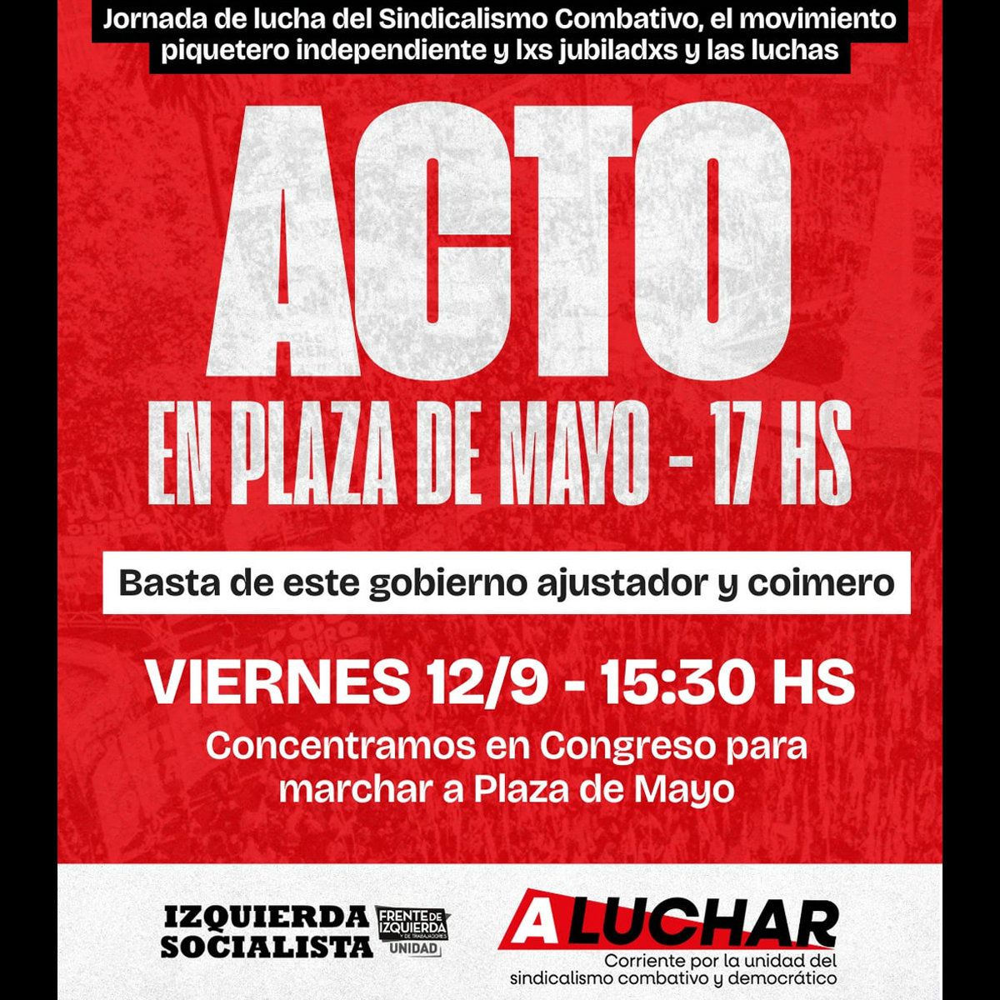 Jornada de lucha del Sindicalismo Combativo, el movimiento
piquetero independiente y lxs jubiladxs y las luchas
ACTO
EN PLAZA DE MAYO - 17 HS
Basta de este gobierno ajustador y coimero
VIERNES 12/9 - 15:30 HS
Concentramos en Congreso para
marchar a Plaza de Mayo
IZQUIERDA
SOCIALISTA
FRENTE DE
IZQUIERDA
Y DE TRABAJADORES
UNIDAD
A LUCHAR
Corriente por la unidad del
sindicalismo combativo y democrático